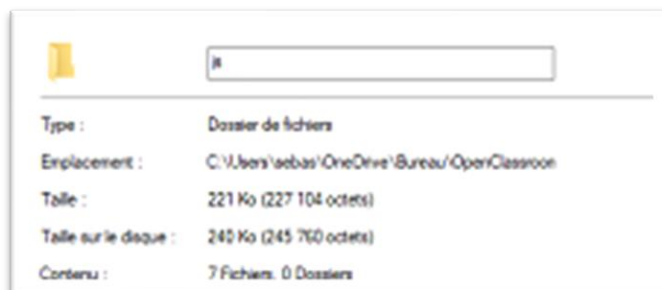 js
Type : Dossier de fichiers
Emplacement : C:\Users\sebas\OneDrive\Bureau\OpenClassroon
Taille : 221 Ko (227 104 octets)
Taille sur le disque : 240 Ko (245 760 octets)
Contenu : 7 Fichiers. 0 Dossiers